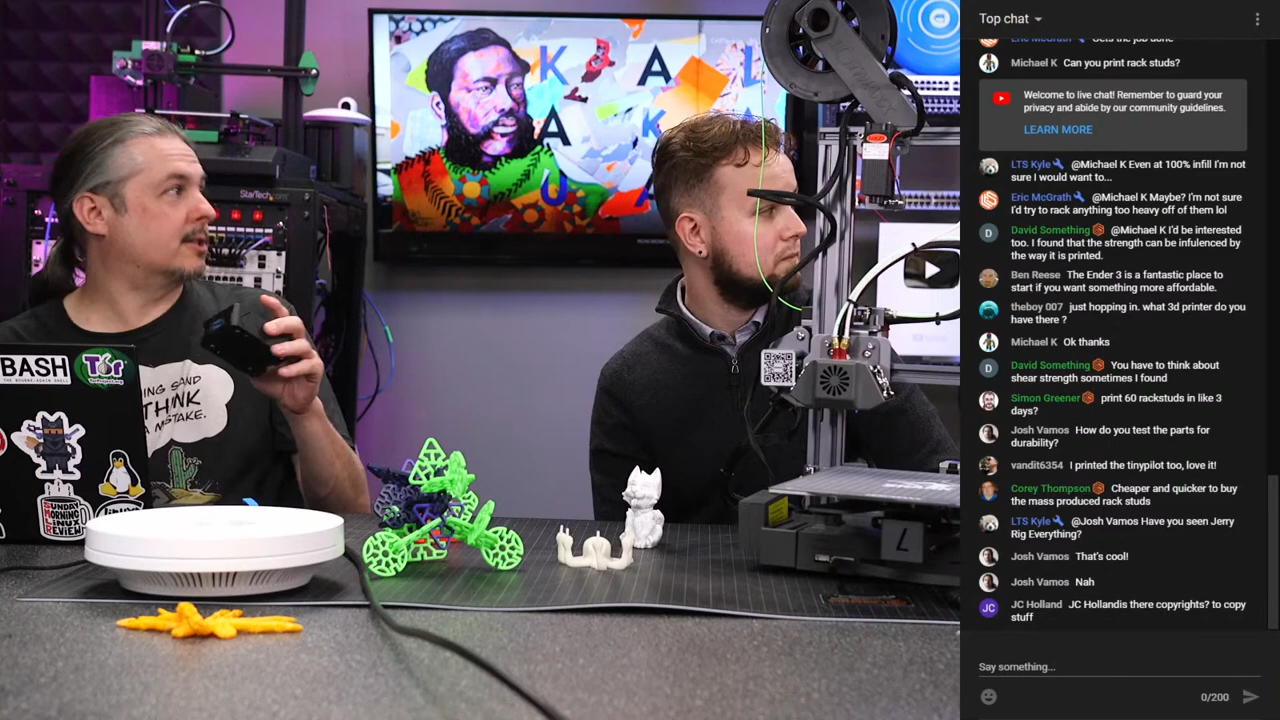 StarTech
K A L
A A K
U A
BASH
THE BOURNE-AGAIN SHELL
Tor
TorProject.org
ING SAND
THINK
A MISTAKE.
SUNDAY
MORNING
LINUX
REVIEW
L
Top chat
Eric McGrath Gets the job done
Michael K Can you print rack studs?
Welcome to live chat! Remember to guard your
privacy and abide by our community guidelines.
LEARN MORE
LTS Kyle @Michael K Even at 100% infill I'm not
sure I would want to...
Eric McGrath @Michael K Maybe? I'm not sure
I'd try to rack anything too heavy off of them lol
D
David Something @Michael K I'd be interested
too. I found that the strength can be infulenced by
the way it is printed.
Ben Reese The Ender 3 is a fantastic place to
start if you want something more affordable.
theboy 007 just hopping in. what 3d printer do you
have there ?
Michael K Ok thanks
D
David Something You have to think about
shear strength sometimes I found
Simon Greener print 60 rackstuds in like 3
days?
Josh Vamos How do you test the parts for
durability?
vandit6354 I printed the tinypilot too, love it!
Corey Thompson Cheaper and quicker to buy
the mass produced rack studs
LTS Kyle @Josh Vamos Have you seen Jerry
Rig Everything?
Josh Vamos That's cool!
Josh Vamos Nah
JC
JC Holland JC Hollandis there copyrights? to copy
stuff
Say something...
0/200